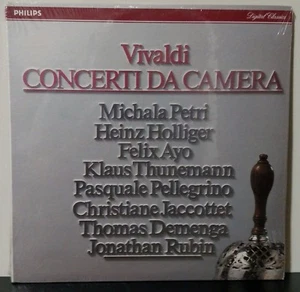 PHILIPS
Digital Classics
Vivaldi
CONCERTI DA CAMERA
Michala Petri
Heinz Holliger
Felix Ayo
Klaus Thunemann
Pasquale Pellegrino
Christiane Jaccottet
Thomas Demenga
Jonathan Rubin